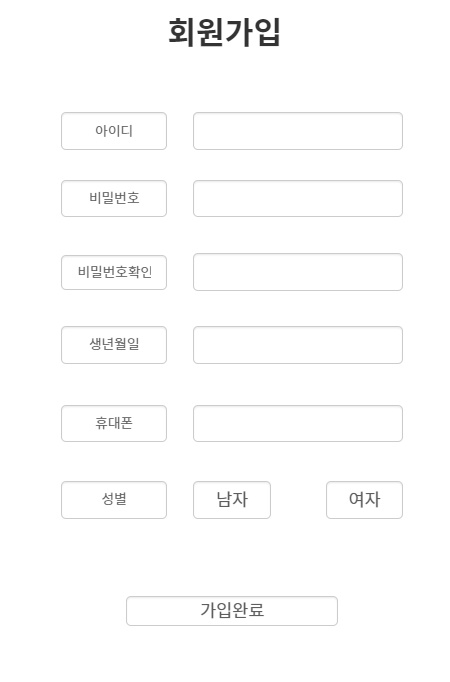 회원가입
아이디
비밀번호
비밀번호확인
생년월일
휴대폰
성별 남자 여자
가입완료